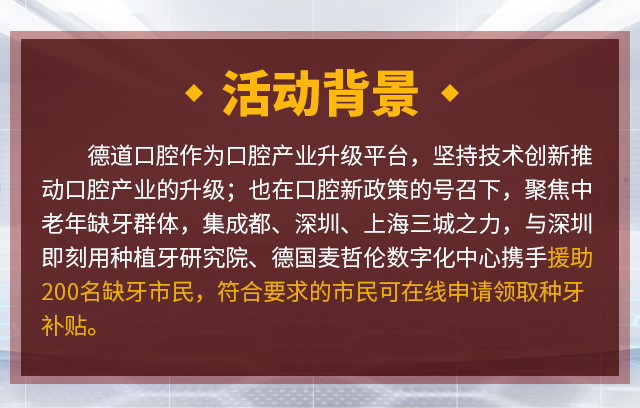 活动背景
德道口腔作为口腔产业升级平台，坚持技术创新推
动口腔产业的升级；也在口腔新政策的号召下，聚焦中
老年缺牙群体，集成都、深圳、上海三城之力，与深圳
即刻用种植牙研究院、德国麦哲伦数字化中心携手援助
200名缺牙市民，符合要求的市民可在线申请领取种牙
补贴。